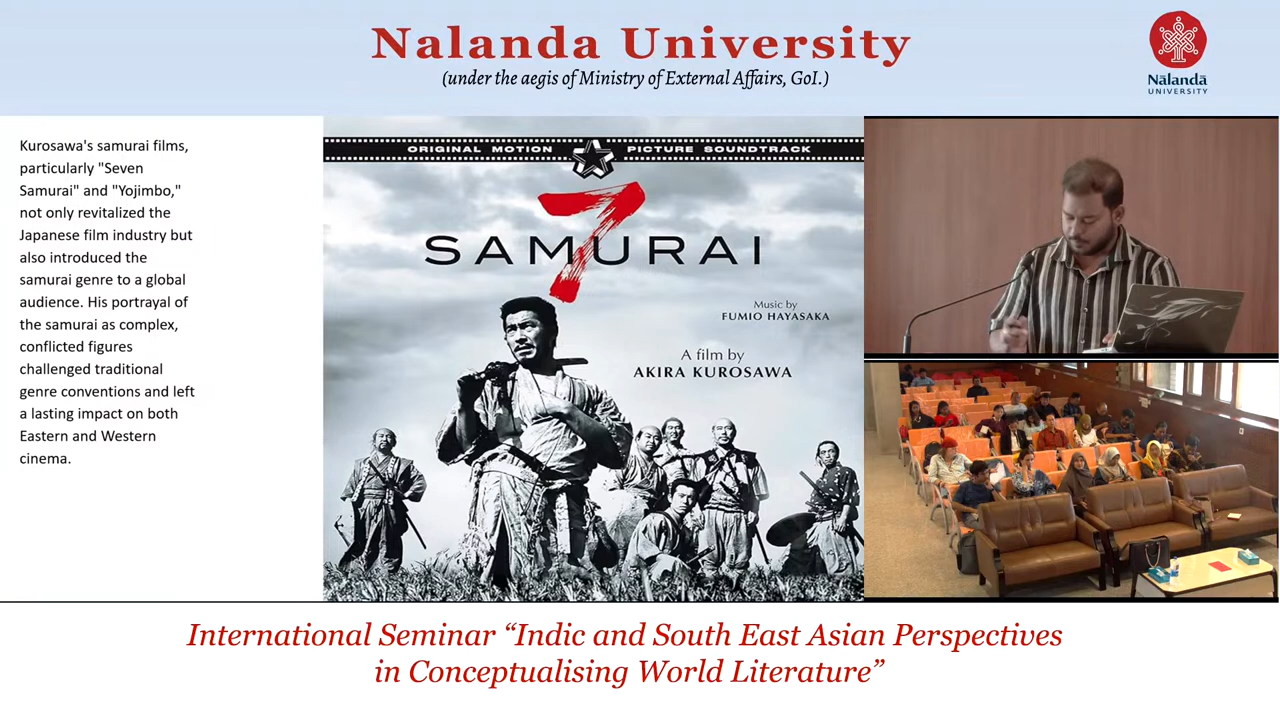 Nalanda University
(under the aegis of Ministry of External Affairs, GoI.)
Nālandā
UNIVERSITY
Kurosawa's samurai films,
particularly "Seven
Samurai" and "Yojimbo,"
not only revitalized the
Japanese film industry but
also introduced the
samurai genre to a global
audience. His portrayal of
the samurai as complex,
conflicted figures
challenged traditional
genre conventions and left
a lasting impact on both
Eastern and Western
cinema.
ORIGINAL MOTION PICTURE SOUNDTRACK
7
SAMURAI
Music by
FUMIO HAYASAKA
A film by
AKIRA KUROSAWA
International Seminar “Indic and South East Asian Perspectives
in Conceptualising World Literature”